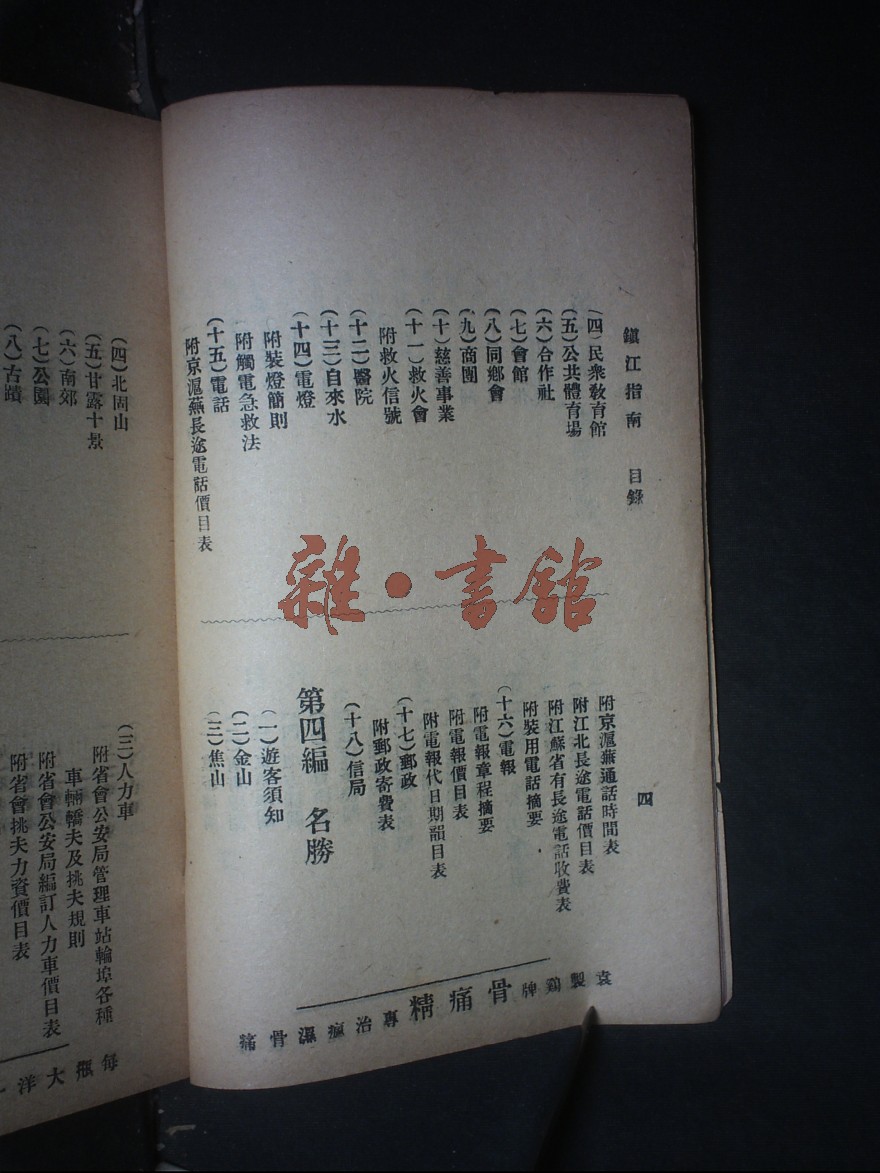 鎮江指南 目錄
四
(四)民衆敎育館
(五)公共體育場
(六)合作社
(七)會館
(八)同鄉會
(九)商團
(十)慈善事業
(十一)救火會
附救火信號
(十二)醫院
(十三)自來水
(十四)電燈
附裝燈簡則
附觸電急救法
(十五)電話
附京滬蕪長途電話價目表
附京滬蕪通話時間表
附江北長途電話價目表
附江蘇省有長途電話收費表
附裝用電話摘要
(十六)電報
附電報章程摘要
附電報價目表
附電報代日期韻目表
(十七)郵政
附郵政寄費表
(十八)信局
第四編 名勝
(一)遊客須知
(二)金山
(三)焦山
袁製鷄牌骨痛精專治瘋濕骨痛
(四)北固山
(五)甘露十景
(六)南郊
(七)公園
(八)古蹟
(三)人力車
附省會公安局管理車站輪埠各種
車輛轎夫及挑夫規則
附省會公安局編訂人力車價目表
附省會挑夫力資價目表
每瓶大洋
雜·書館